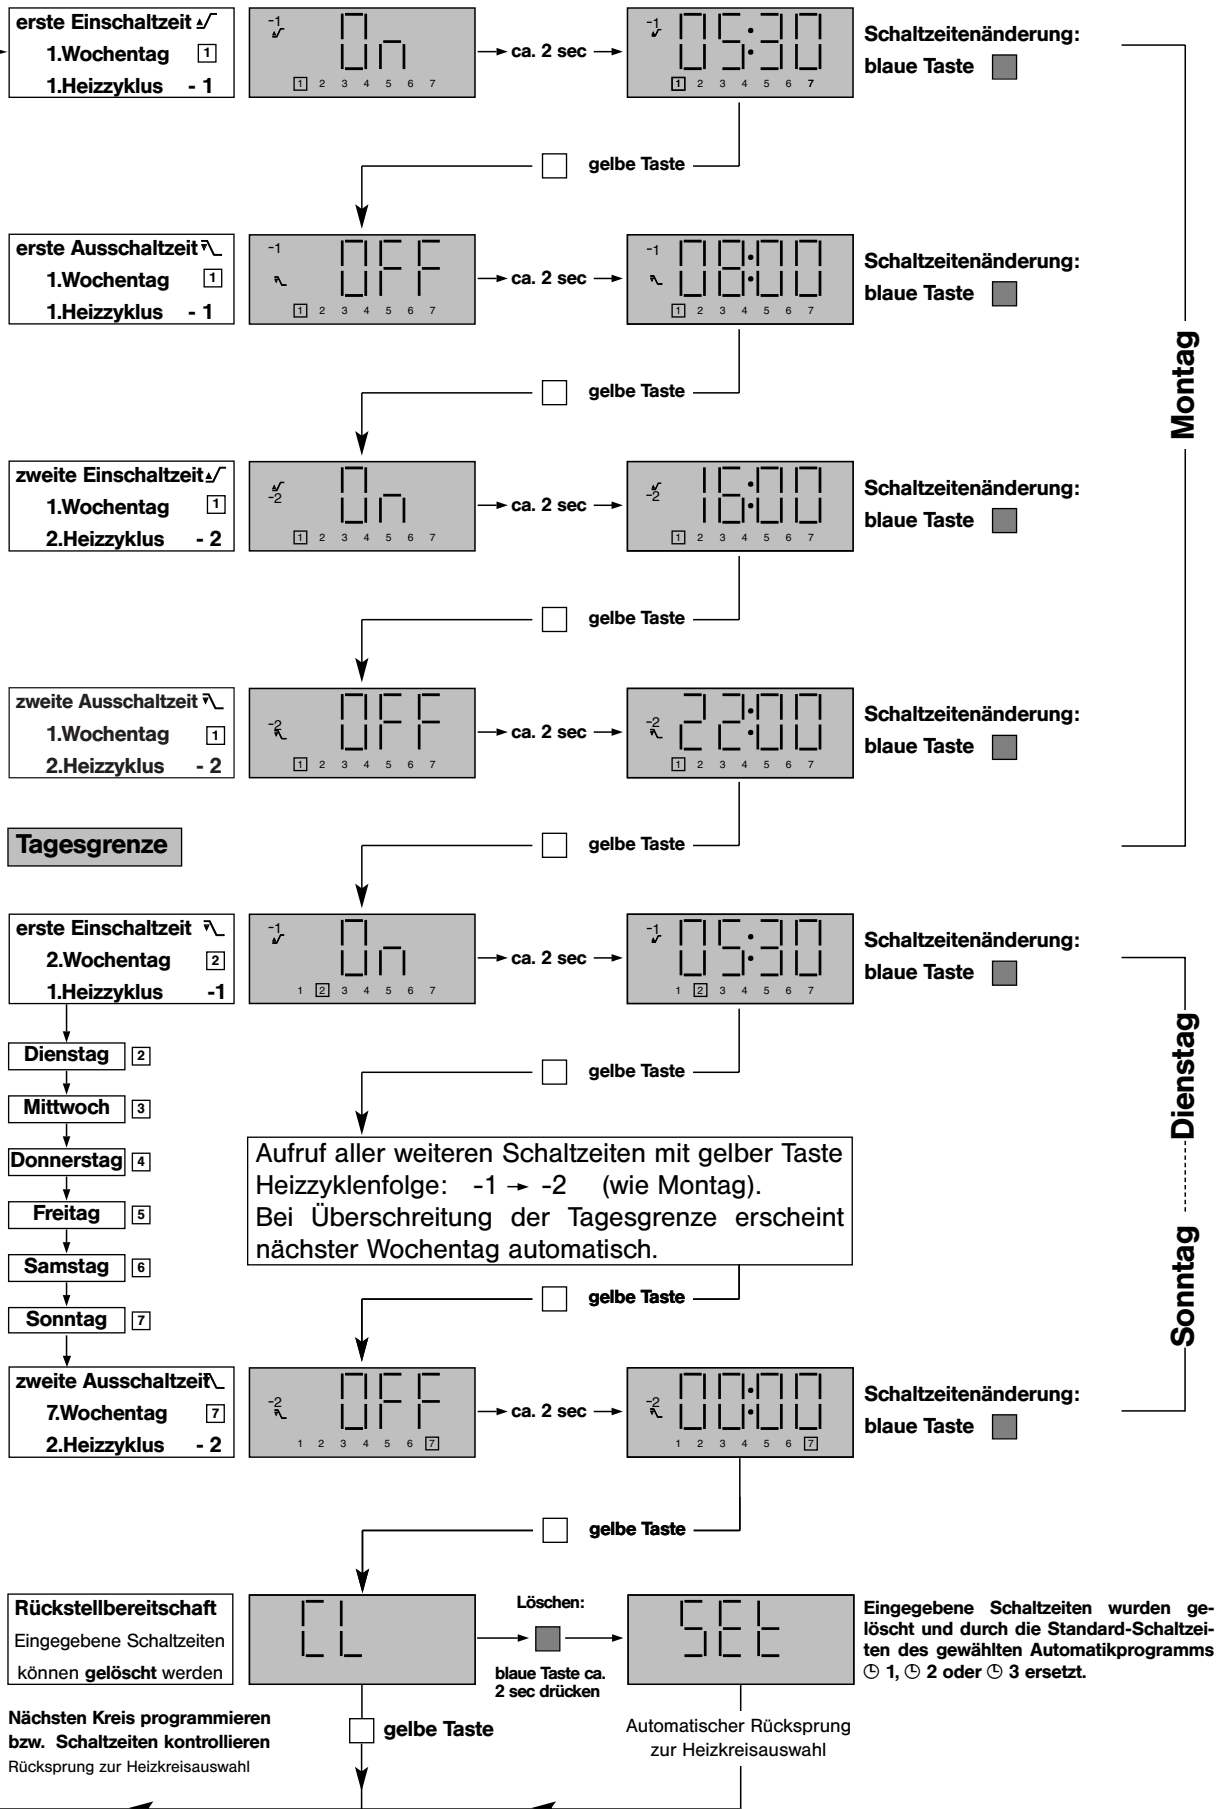 erste Einschaltzeit
1.Wochentag 1
1.Heizzyklus - 1
-1
On
1 2 3 4 5 6 7
ca. 2 sec
-1
05:30
1 2 3 4 5 6 7
Schaltzeitenänderung:
blaue Taste
gelbe Taste
erste Ausschaltzeit
1.Wochentag 1
1.Heizzyklus - 1
-1
OFF
1 2 3 4 5 6 7
ca. 2 sec
-1
08:00
1 2 3 4 5 6 7
Schaltzeitenänderung:
blaue Taste
Montag
gelbe Taste
zweite Einschaltzeit
1.Wochentag 1
2.Heizzyklus - 2
-2
On
1 2 3 4 5 6 7
ca. 2 sec
-2
16:00
1 2 3 4 5 6 7
Schaltzeitenänderung:
blaue Taste
gelbe Taste
zweite Ausschaltzeit
1.Wochentag 1
2.Heizzyklus - 2
-2
OFF
1 2 3 4 5 6 7
ca. 2 sec
-2
22:00
1 2 3 4 5 6 7
Schaltzeitenänderung:
blaue Taste
Tagesgrenze
gelbe Taste
erste Einschaltzeit
2.Wochentag 2
1.Heizzyklus -1
-1
On
1 2 3 4 5 6 7
ca. 2 sec
-1
05:30
1 2 3 4 5 6 7
Schaltzeitenänderung:
blaue Taste
Dienstag
Sonntag
Dienstag 2
Mittwoch 3
Donnerstag 4
Freitag 5
Samstag 6
Sonntag 7
gelbe Taste
Aufruf aller weiteren Schaltzeiten mit gelber Taste
Heizzyklenfolge: -1 → -2 (wie Montag).
Bei Überschreitung der Tagesgrenze erscheint
nächster Wochentag automatisch.
gelbe Taste
zweite Ausschaltzeit
7.Wochentag 7
2.Heizzyklus - 2
-2
OFF
1 2 3 4 5 6 7
ca. 2 sec
-2
00:00
1 2 3 4 5 6 7
Schaltzeitenänderung:
blaue Taste
gelbe Taste
Rückstellbereitschaft
Eingegebene Schaltzeiten
können gelöscht werden
CL
Löschen:
blaue Taste ca.
2 sec drücken
SEt
Eingegebene Schaltzeiten wurden ge-
löscht und durch die Standard-Schaltzei-
ten des gewählten Automatikprogramms
1, 2 oder 3 ersetzt.
Nächsten Kreis programmieren
bzw. Schaltzeiten kontrollieren
Rücksprung zur Heizkreisauswahl
gelbe Taste
Automatischer Rücksprung
zur Heizkreisauswahl